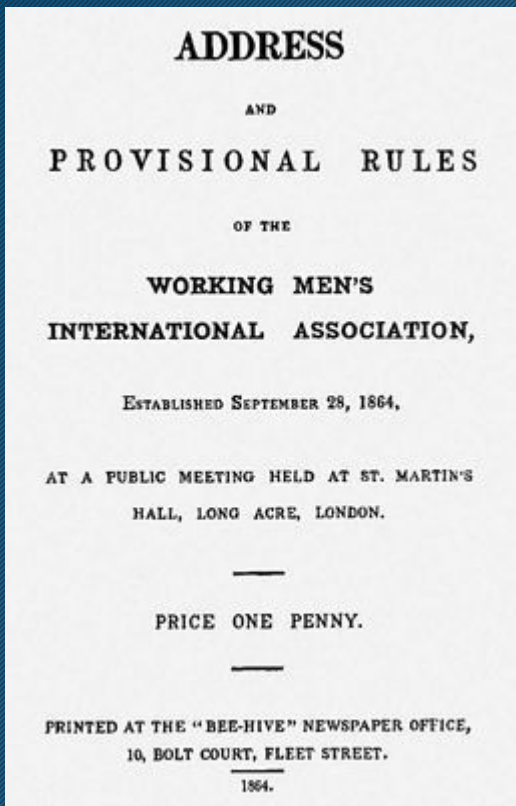 ADDRESS
AND
PROVISIONAL RULES
OF THE
WORKING MEN'S
INTERNATIONAL ASSOCIATION,
ESTABLISHED SEPTEMBER 28, 1864,
AT A PUBLIC MEETING HELD AT ST. MARTIN'S
HALL, LONG ACRE, LONDON.
PRICE ONE PENNY.
PRINTED AT THE "BEE-HIVE" NEWSPAPER OFFICE,
10, BOLT COURT, FLEET STREET.
1864.